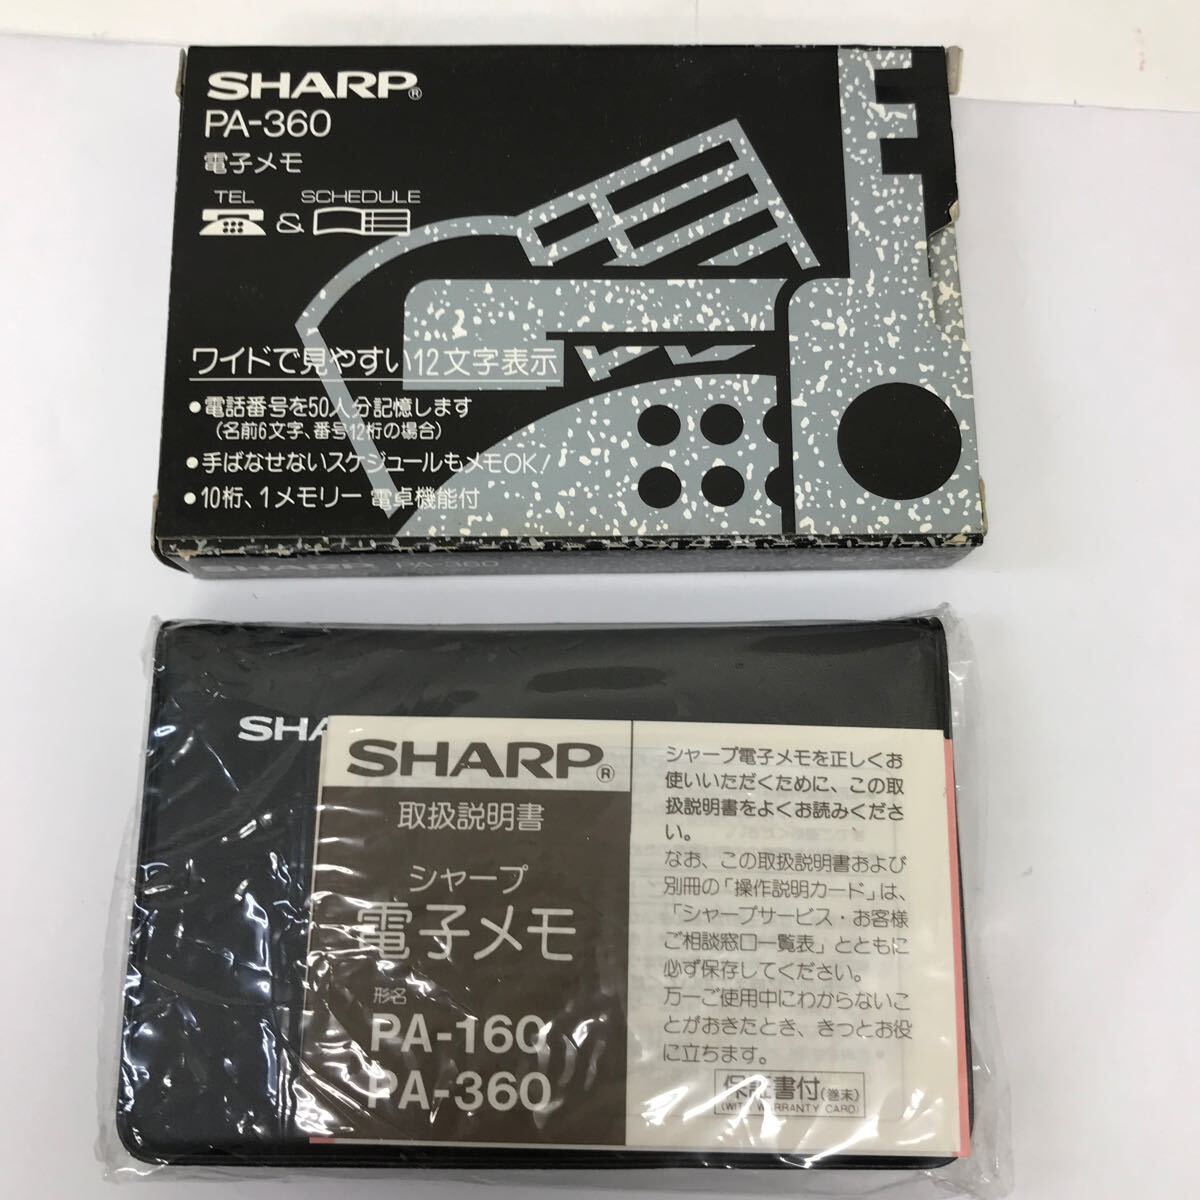 SHARP®
PA-360
電子メモ
TEL SCHEDULE
&
ワイドで見やすい12文字表示
•電話番号を50人分記憶します
(名前6文字、番号12桁の場合)
•手ばなせないスケジュールもメモOK!
•10桁、1メモリー 電卓機能付
SHARP PA-360
SHA
SHARP®
取扱説明書
シャープ
電子メモ
形名
PA-160
PA-360
シャープ電子メモを正しくお
使いいただくために、この取
扱説明書をよくお読みくださ
い。
なお、この取扱説明書および
別冊の「操作説明カード」は、
「シャープサービス・お客様
ご相談窓口一覧表」とともに
必ず保存してください。
万一ご使用中にわからないこ
とがおきたとき、きっとお役
に立ちます。
保証書付(巻末)
(WITH WARRANTY CARD)